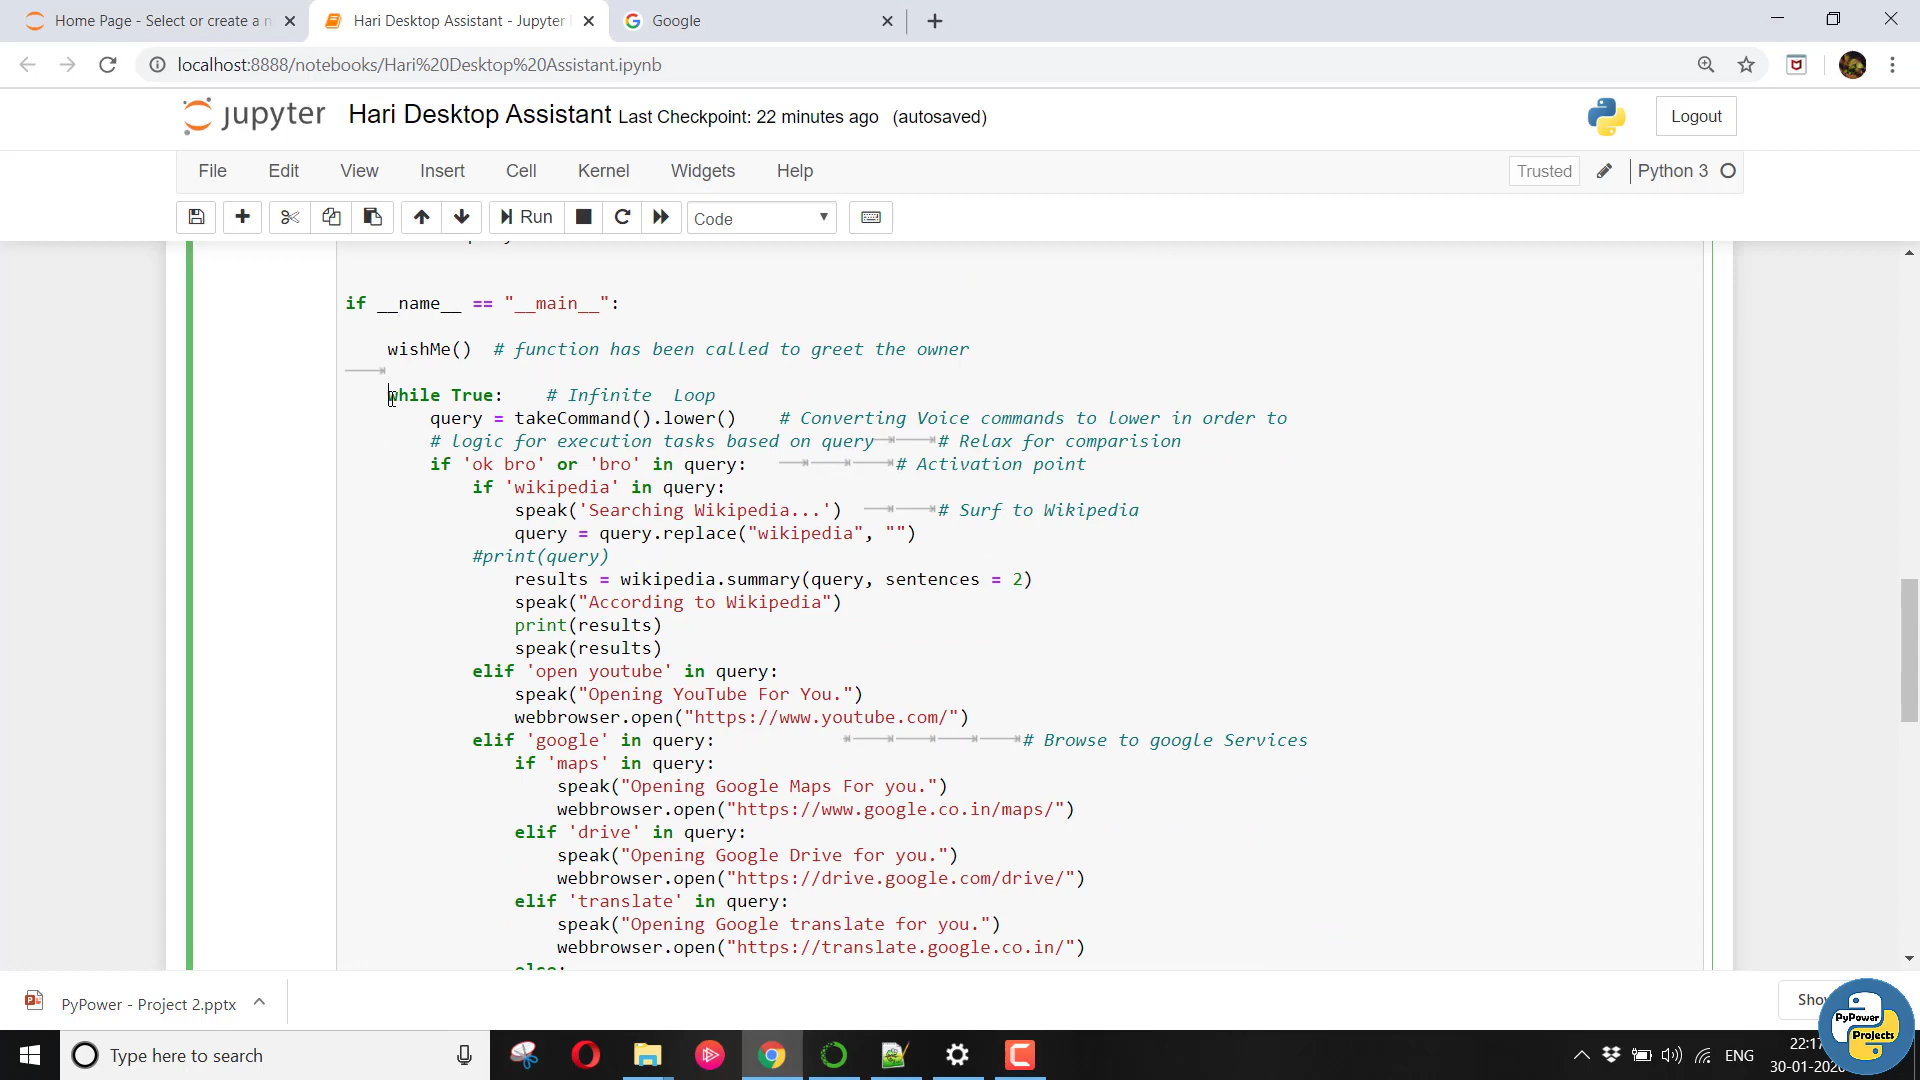 Home Page - Select or create a n
Hari Desktop Assistant - Jupyter
Google
localhost:8888/notebooks/Hari%20Desktop%20Assistant.ipynb
jupyter
Hari Desktop Assistant Last Checkpoint: 22 minutes ago (autosaved)
Logout
File Edit View Insert Cell Kernel Widgets Help
Trusted
Python 3
Run
Code
if __name__ == "__main__":
wishMe() # function has been called to greet the owner
while True: # Infinite Loop
query = takeCommand().lower() # Converting Voice commands to lower in order to
# logic for execution tasks based on query # Relax for comparision
if 'ok bro' or 'bro' in query: # Activation point
if 'wikipedia' in query:
speak('Searching Wikipedia...') # Surf to Wikipedia
query = query.replace("wikipedia", "")
#print(query)
results = wikipedia.summary(query, sentences = 2)
speak("According to Wikipedia")
print(results)
speak(results)
elif 'open youtube' in query:
speak("Opening YouTube For You.")
webbrowser.open("https://www.youtube.com/")
elif 'google' in query: # Browse to google Services
if 'maps' in query:
speak("Opening Google Maps For you.")
webbrowser.open("https://www.google.co.in/maps/")
elif 'drive' in query:
speak("Opening Google Drive for you.")
webbrowser.open("https://drive.google.com/drive/")
elif 'translate' in query:
speak("Opening Google translate for you.")
webbrowser.open("https://translate.google.co.in/")
else:
PyPower - Project 2.pptx
PyPower
Projects
Type here to search
ENG
22:17